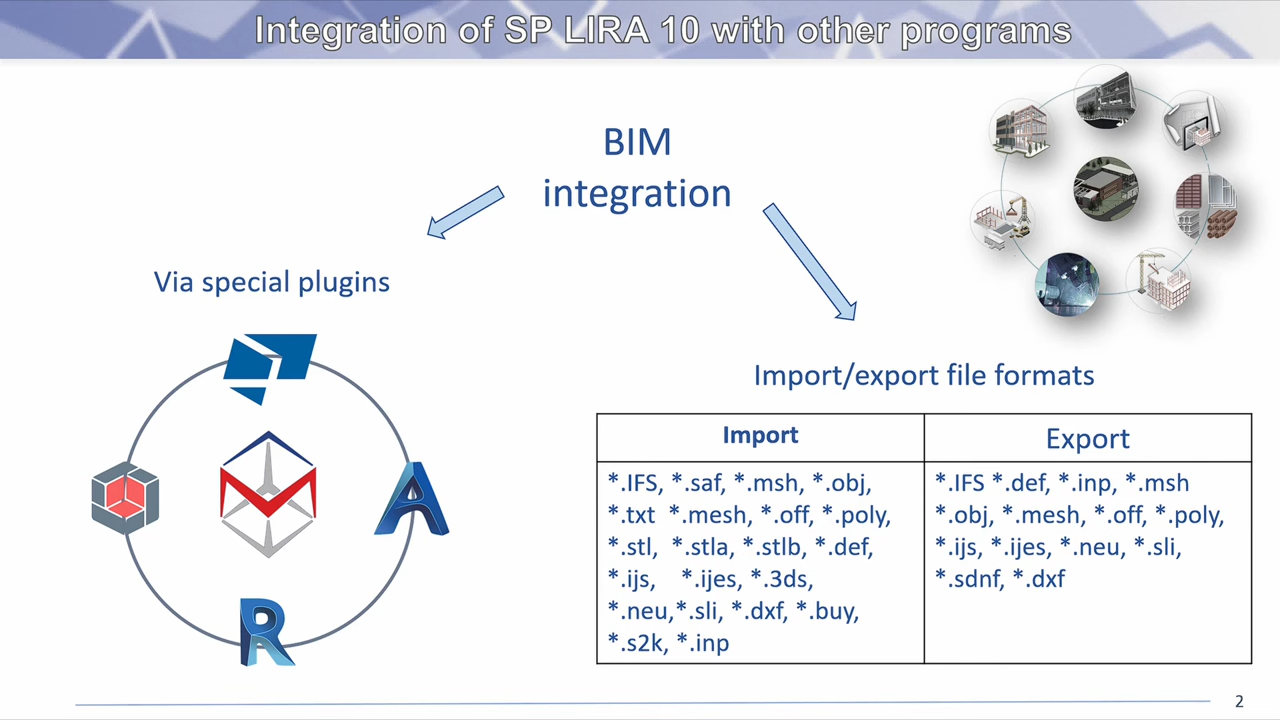 Integration of SP LIRA 10 with other programs
BIM
integration
Via special plugins
Import/export file formats
Import
*.IFS, *.saf, *.msh, *.obj,
*.txt *.mesh, *.off, *.poly,
*.stl, *.stla, *.stlb, *.def,
*.ijs, *.ijes, *.3ds,
*.neu,*.sli, *.dxf, *.buy,
*.s2k, *.inp
Export
*.IFS *.def, *.inp, *.msh
*.obj, *.mesh, *.off, *.poly,
*.ijs, *.ijes, *.neu, *.sli,
*.sdnf, *.dxf
2